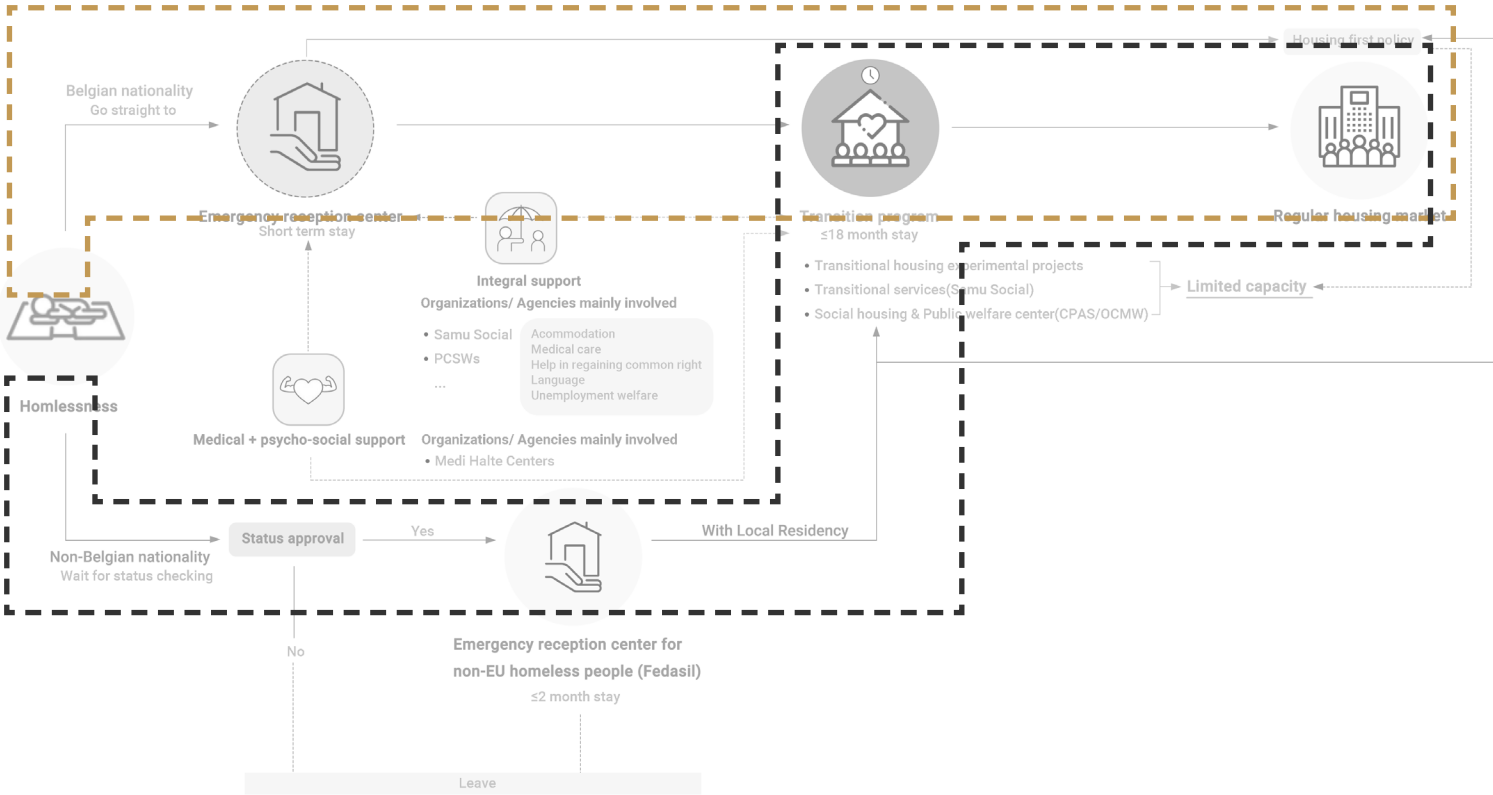 Housing first policy
Belgian nationality
Go straight to
Emergency reception center
Short term stay
Transition program
≤18 month stay
Regular housing market
Integral support
Organizations/ Agencies mainly involved
• Samu Social
• PCSWs
...
Acommodation
Medical care
Help in regaining common right
Language
Unemployment welfare
• Transitional housing experimental projects
• Transitional services(Samu Social)
• Social housing & Public welfare center(CPAS/OCMW)
Limited capacity
Homlessness
Medical + psycho-social support
Organizations/ Agencies mainly involved
• Medi Halte Centers
Non-Belgian nationality
Wait for status checking
Status approval
Yes
With Local Residency
No
Emergency reception center for
non-EU homeless people (Fedasil)
≤2 month stay
Leave